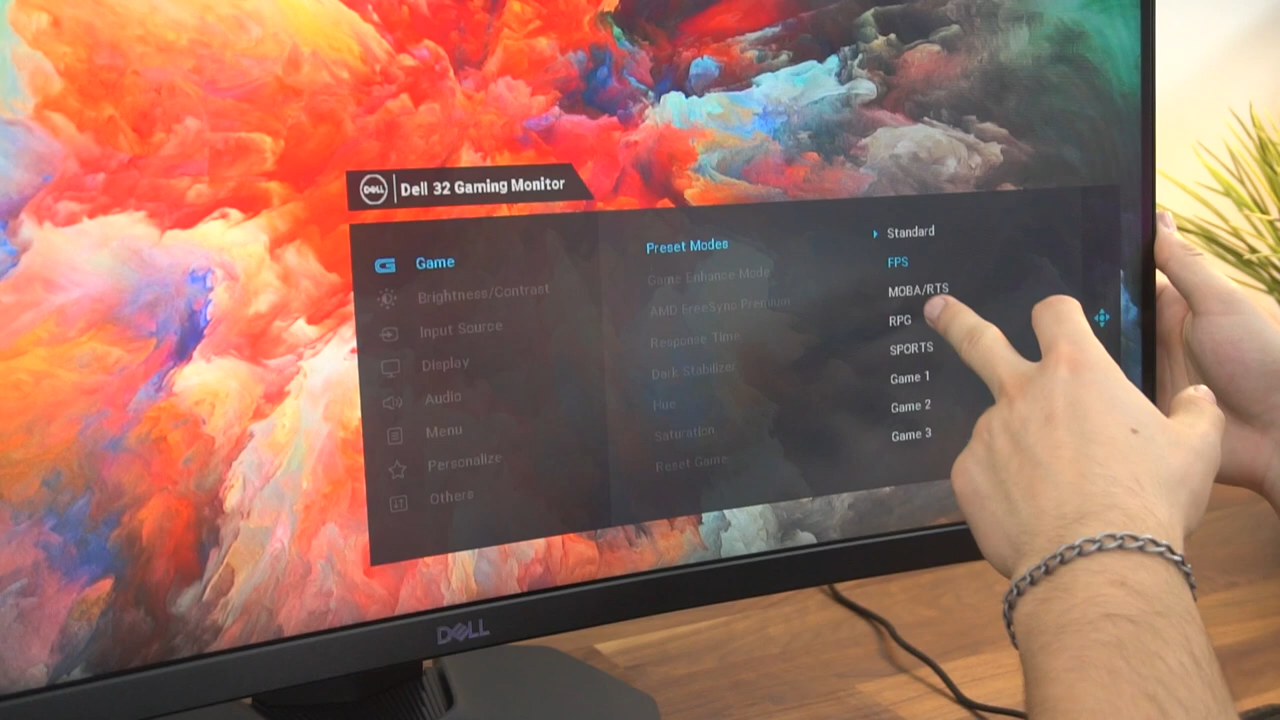 DELL
Dell 32 Gaming Monitor
Game
Brightness/Contrast
Input Source
Display
Audio
Menu
Personalize
Others
Preset Modes
Game Enhance Mode
AMD FreeSync Premium
Response Time
Dark Stabilizer
Hue
Saturation
Reset Game
Standard
FPS
MOBA/RTS
RPG
SPORTS
Game 1
Game 2
Game 3
DELL